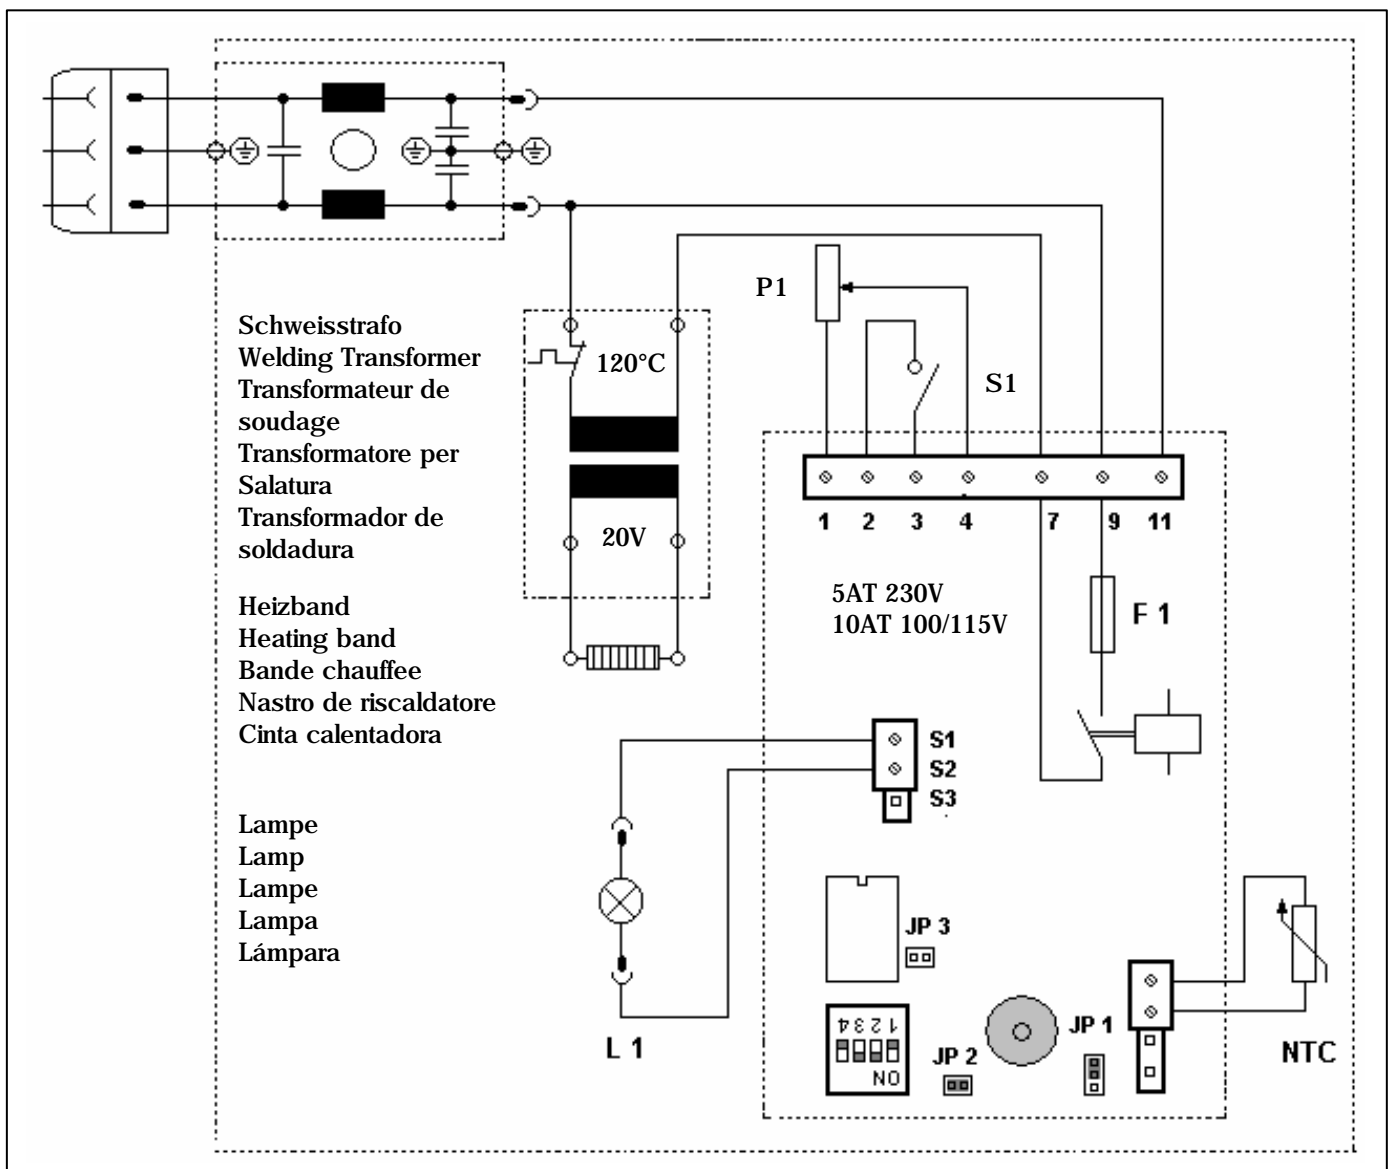 P1
Schweisstrafo
Welding Transformer
Transformateur de
soudage
Transformatore per
Salatura
Transformador de
soldadura
120°C
S1
20V
1 2 3 4 7 9 11
5AT 230V
10AT 100/115V
F 1
Heizband
Heating band
Bande chauffee
Nastro de riscaldatore
Cinta calentadora
S1
S2
S3
Lampe
Lamp
Lampe
Lampa
Lámpara
L 1
JP 3
1 2 3 4
ON
JP 2
JP 1
NTC